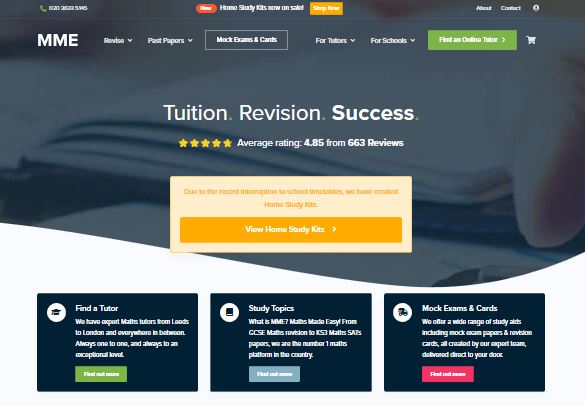 020 3633 5145
New Home Study Kits now on sale! Shop Now
About Contact
MME Revise Past Papers Mock Exams & Cards For Tutors For Schools Find an Online Tutor
Tuition. Revision. Success.
Average rating: 4.85 from 663 Reviews
Due to the recent interruption to school timetables, we have created
Home Study Kits.
View Home Study Kits
Find a Tutor
We have expert Maths tutors from Leeds
to London and everywhere in between.
Always one to one, and always to an
exceptional level.
Find out more
Study Topics
What is MME? Maths Made Easy! From
GCSE Maths revision to KS3 Maths SATs
papers, we are the number 1 maths
platform in the country.
Find out more
Mock Exams & Cards
We offer a wide range of study aids
including mock exam papers & revision
cards, all created by our expert team,
delivered direct to your door.
Find out more